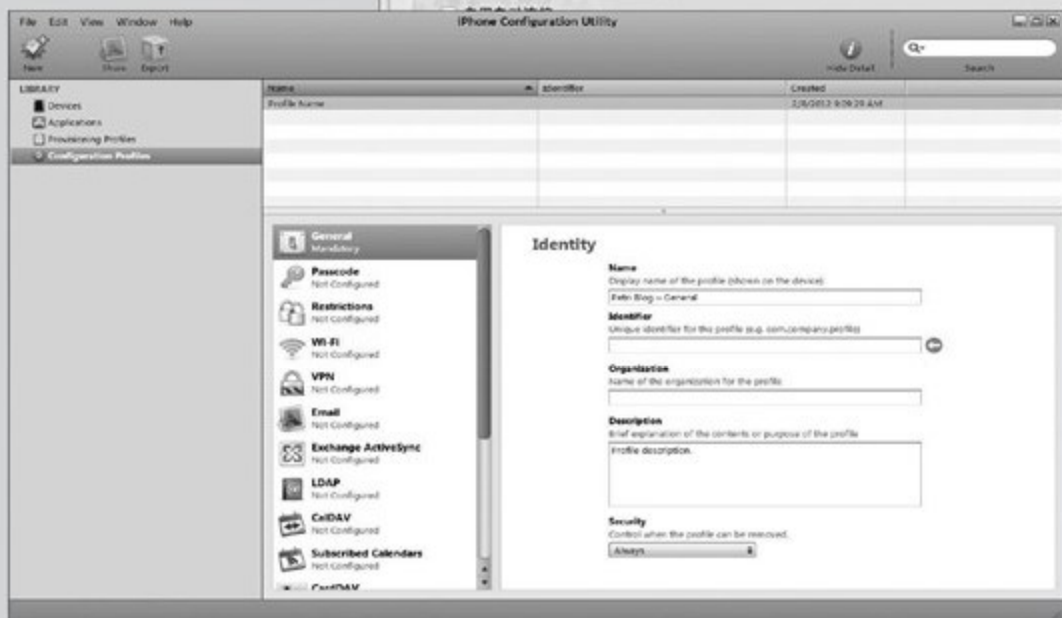 iPhone Configuration Utility
File Edit View Window Help
New
Share
Export
Hide Detail
Search
LIBRARY
Devices
Applications
Provisioning Profiles
Configuration Profiles
Name
Identifier
Created
Profile Name
General
Mandatory
Passcode
Not Configured
Restrictions
Not Configured
Wi-Fi
Not Configured
VPN
Not Configured
Email
Not Configured
Exchange ActiveSync
Not Configured
LDAP
Not Configured
CalDAV
Not Configured
Subscribed Calendars
Not Configured
CardDAV
Identity
Name
Display name of the profile (shown on the device)
Petri Blog – General
Identifier
Unique identifier for the profile (e.g. com.company.profile)
Organization
Name of the organization for the profile
Description
Brief explanation of the contents or purpose of the profile
Profile description.
Security
Control when the profile can be removed.
Always